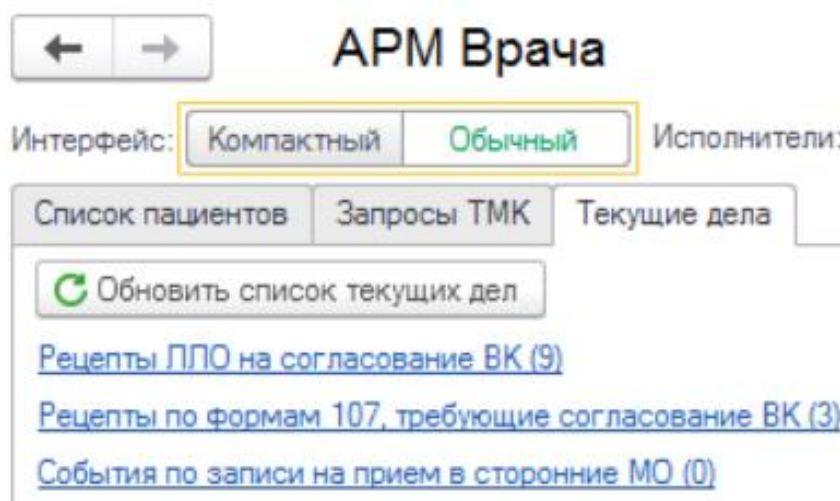 АРМ Врача
Интерфейс: Компактный Обычный Исполнители:
Список пациентов Запросы ТМК Текущие дела
Обновить список текущих дел
Рецепты ЛЛО на согласование ВК (9)
Рецепты по формам 107, требующие согласование ВК (3)
События по записи на прием в сторонние МО (0)